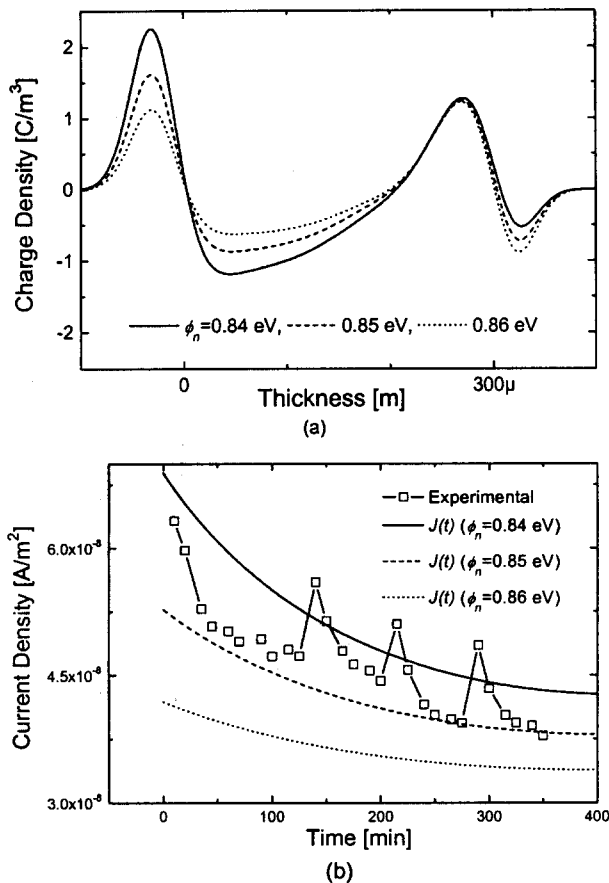 Charge Density [C/m³]
2
1
0
-1
-2
ϕn=0.84 eV, 0.85 eV, 0.86 eV
0 300μ
Thickness [m]
(a)
Current Density [A/m²]
6.0x10⁻⁸
4.5x10⁻⁸
3.0x10⁻⁸
Experimental
J(t) (ϕn=0.84 eV)
J(t) (ϕn=0.85 eV)
J(t) (ϕn=0.86 eV)
0 100 200 300 400
Time [min]
(b)